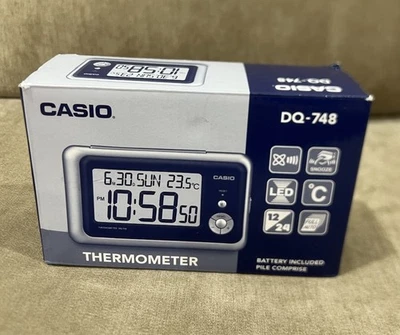 CASIO
DQ-748
CASIO
DQ-748
SNOOZE
LED
°C
12/24
CASIO
6.30 SUN 23.5°C
PM 10:58 50
THERMOMETER
BATTERY INCLUDED
PILE COMPRISE